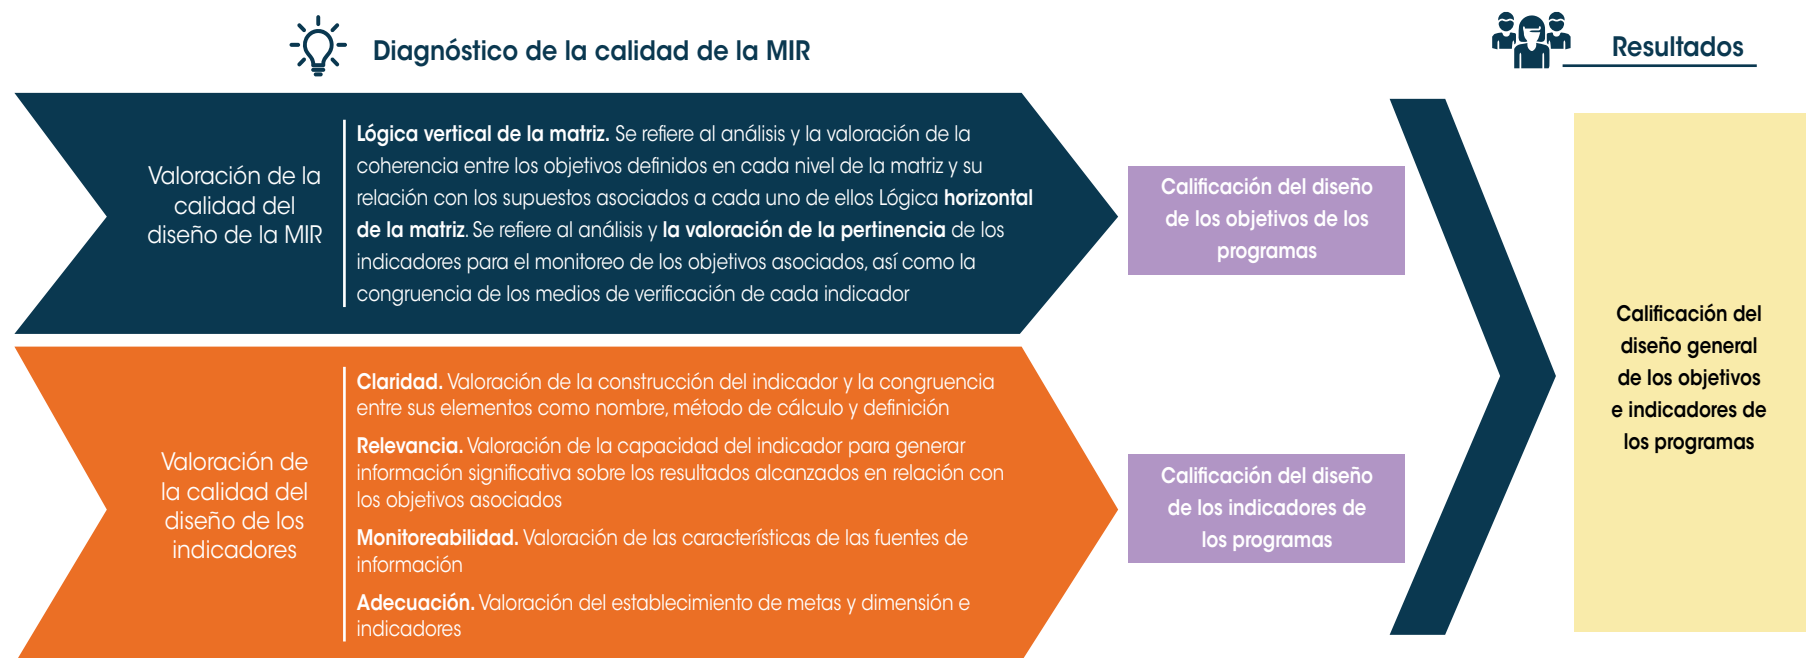 Diagnóstico de la calidad de la MIR
Resultados
Valoración de la
calidad del
diseño de la MIR
Lógica vertical de la matriz. Se refiere al análisis y la valoración de la
coherencia entre los objetivos definidos en cada nivel de la matriz y su
relación con los supuestos asociados a cada uno de ellos Lógica horizontal
de la matriz. Se refiere al análisis y la valoración de la pertinencia de los
indicadores para el monitoreo de los objetivos asociados, así como la
congruencia de los medios de verificación de cada indicador
Calificación del diseño
de los objetivos de los
programas
Valoración de
la calidad del
diseño de los
indicadores
Claridad. Valoración de la construcción del indicador y la congruencia
entre sus elementos como nombre, método de cálculo y definición
Relevancia. Valoración de la capacidad del indicador para generar
información significativa sobre los resultados alcanzados en relación con
los objetivos asociados
Monitoreabilidad. Valoración de las características de las fuentes de
información
Adecuación. Valoración del establecimiento de metas y dimensión e
indicadores
Calificación del diseño
de los indicadores de
los programas
Calificación del
diseño general
de los objetivos
e indicadores de
los programas